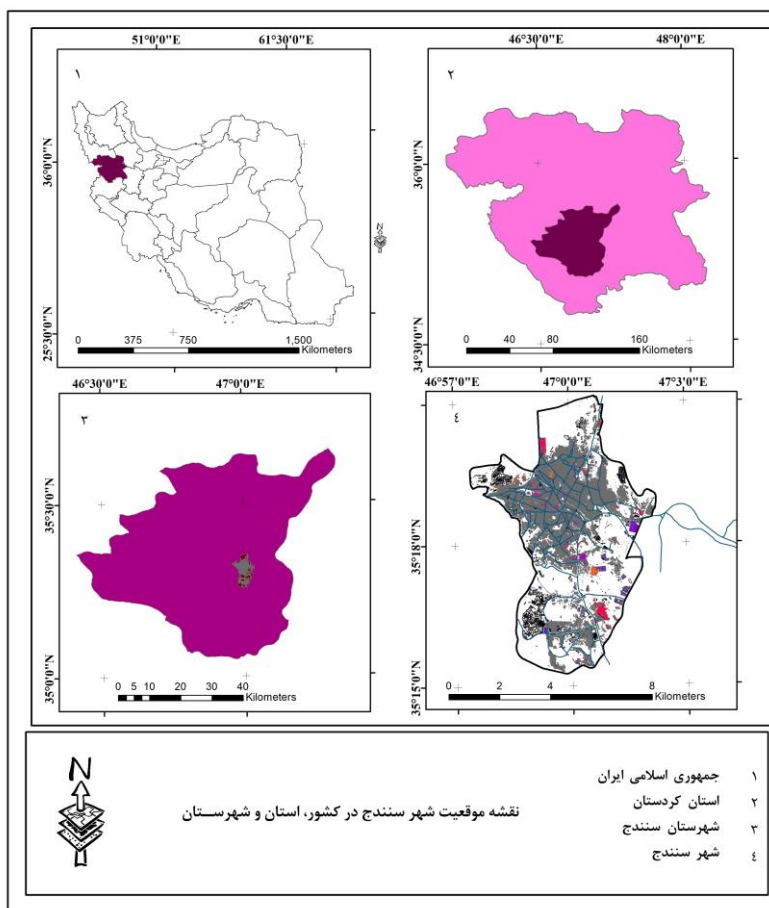 51°0'0"E 61°30'0"E
36°0'0"N
25°30'0"N
۱
N
0 375 750 1,500
Kilometers
46°30'0"E 48°0'0"E
36°0'0"N
34°30'0"N
۲
0 40 80 160
Kilometers
46°30'0"E 47°0'0"E
35°30'0"N
35°0'0"N
۳
0 5 10 20 30 40
Kilometers
46°57'0"E 47°0'0"E 47°3'0"E
35°18'0"N
35°15'0"N
٤
0 2 4 8
Kilometers
N
نقشه موقعیت شهر سنندج در کشور، استان و شهرستان
۱ جمهوری اسلامی ایران
۲ استان کردستان
۳ شهرستان سنندج
٤ شهر سنندج